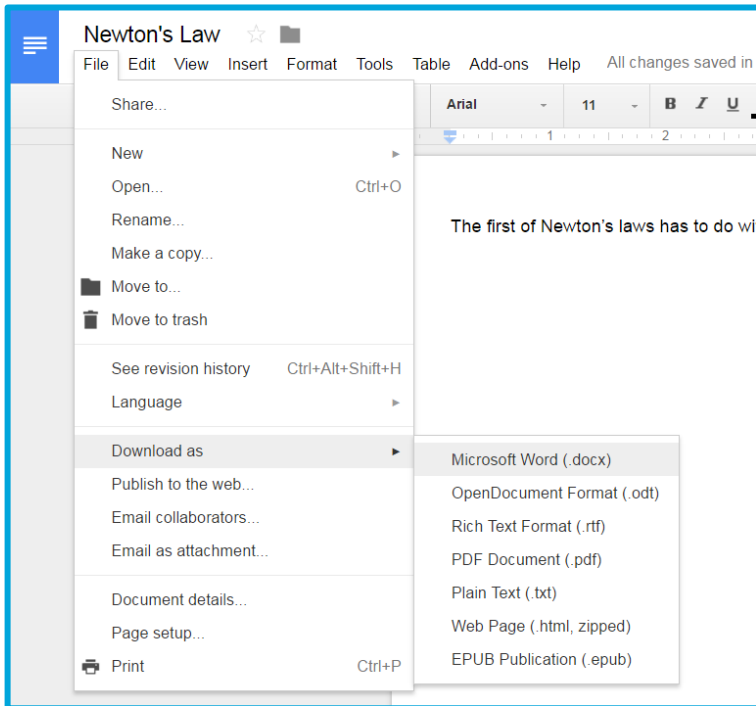 Newton's Law
File Edit View Insert Format Tools Table Add-ons Help All changes saved in
Share...
Arial 11 B I U
New
1 2
Open... Ctrl+O
Rename...
The first of Newton's laws has to do wi
Make a copy...
Move to...
Move to trash
See revision history Ctrl+Alt+Shift+H
Language
Download as
Microsoft Word (.docx)
Publish to the web...
OpenDocument Format (.odt)
Email collaborators...
Rich Text Format (.rtf)
Email as attachment...
PDF Document (.pdf)
Plain Text (.txt)
Document details...
Web Page (.html, zipped)
Page setup...
EPUB Publication (.epub)
Print Ctrl+P